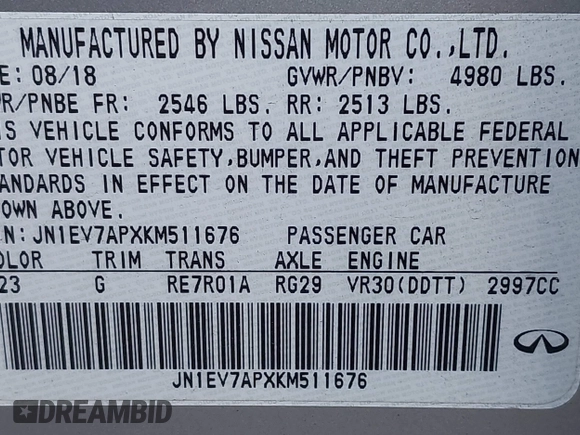 MANUFACTURED BY NISSAN MOTOR CO.,LTD.
E: 08/18 GVWR/PNBV: 4980 LBS.
R/PNBE FR: 2546 LBS. RR: 2513 LBS.
S VEHICLE CONFORMS TO ALL APPLICABLE FEDERAL
TOR VEHICLE SAFETY,BUMPER,AND THEFT PREVENTION
ANDARDS IN EFFECT ON THE DATE OF MANUFACTURE
OWN ABOVE.
N: JN1EV7APXKM511676 PASSENGER CAR
OLOR TRIM TRANS AXLE ENGINE
23 G RE7R01A RG29 VR30(DDTT) 2997CC
JN1EV7APXKM511676
INFINITI
DREAMBID